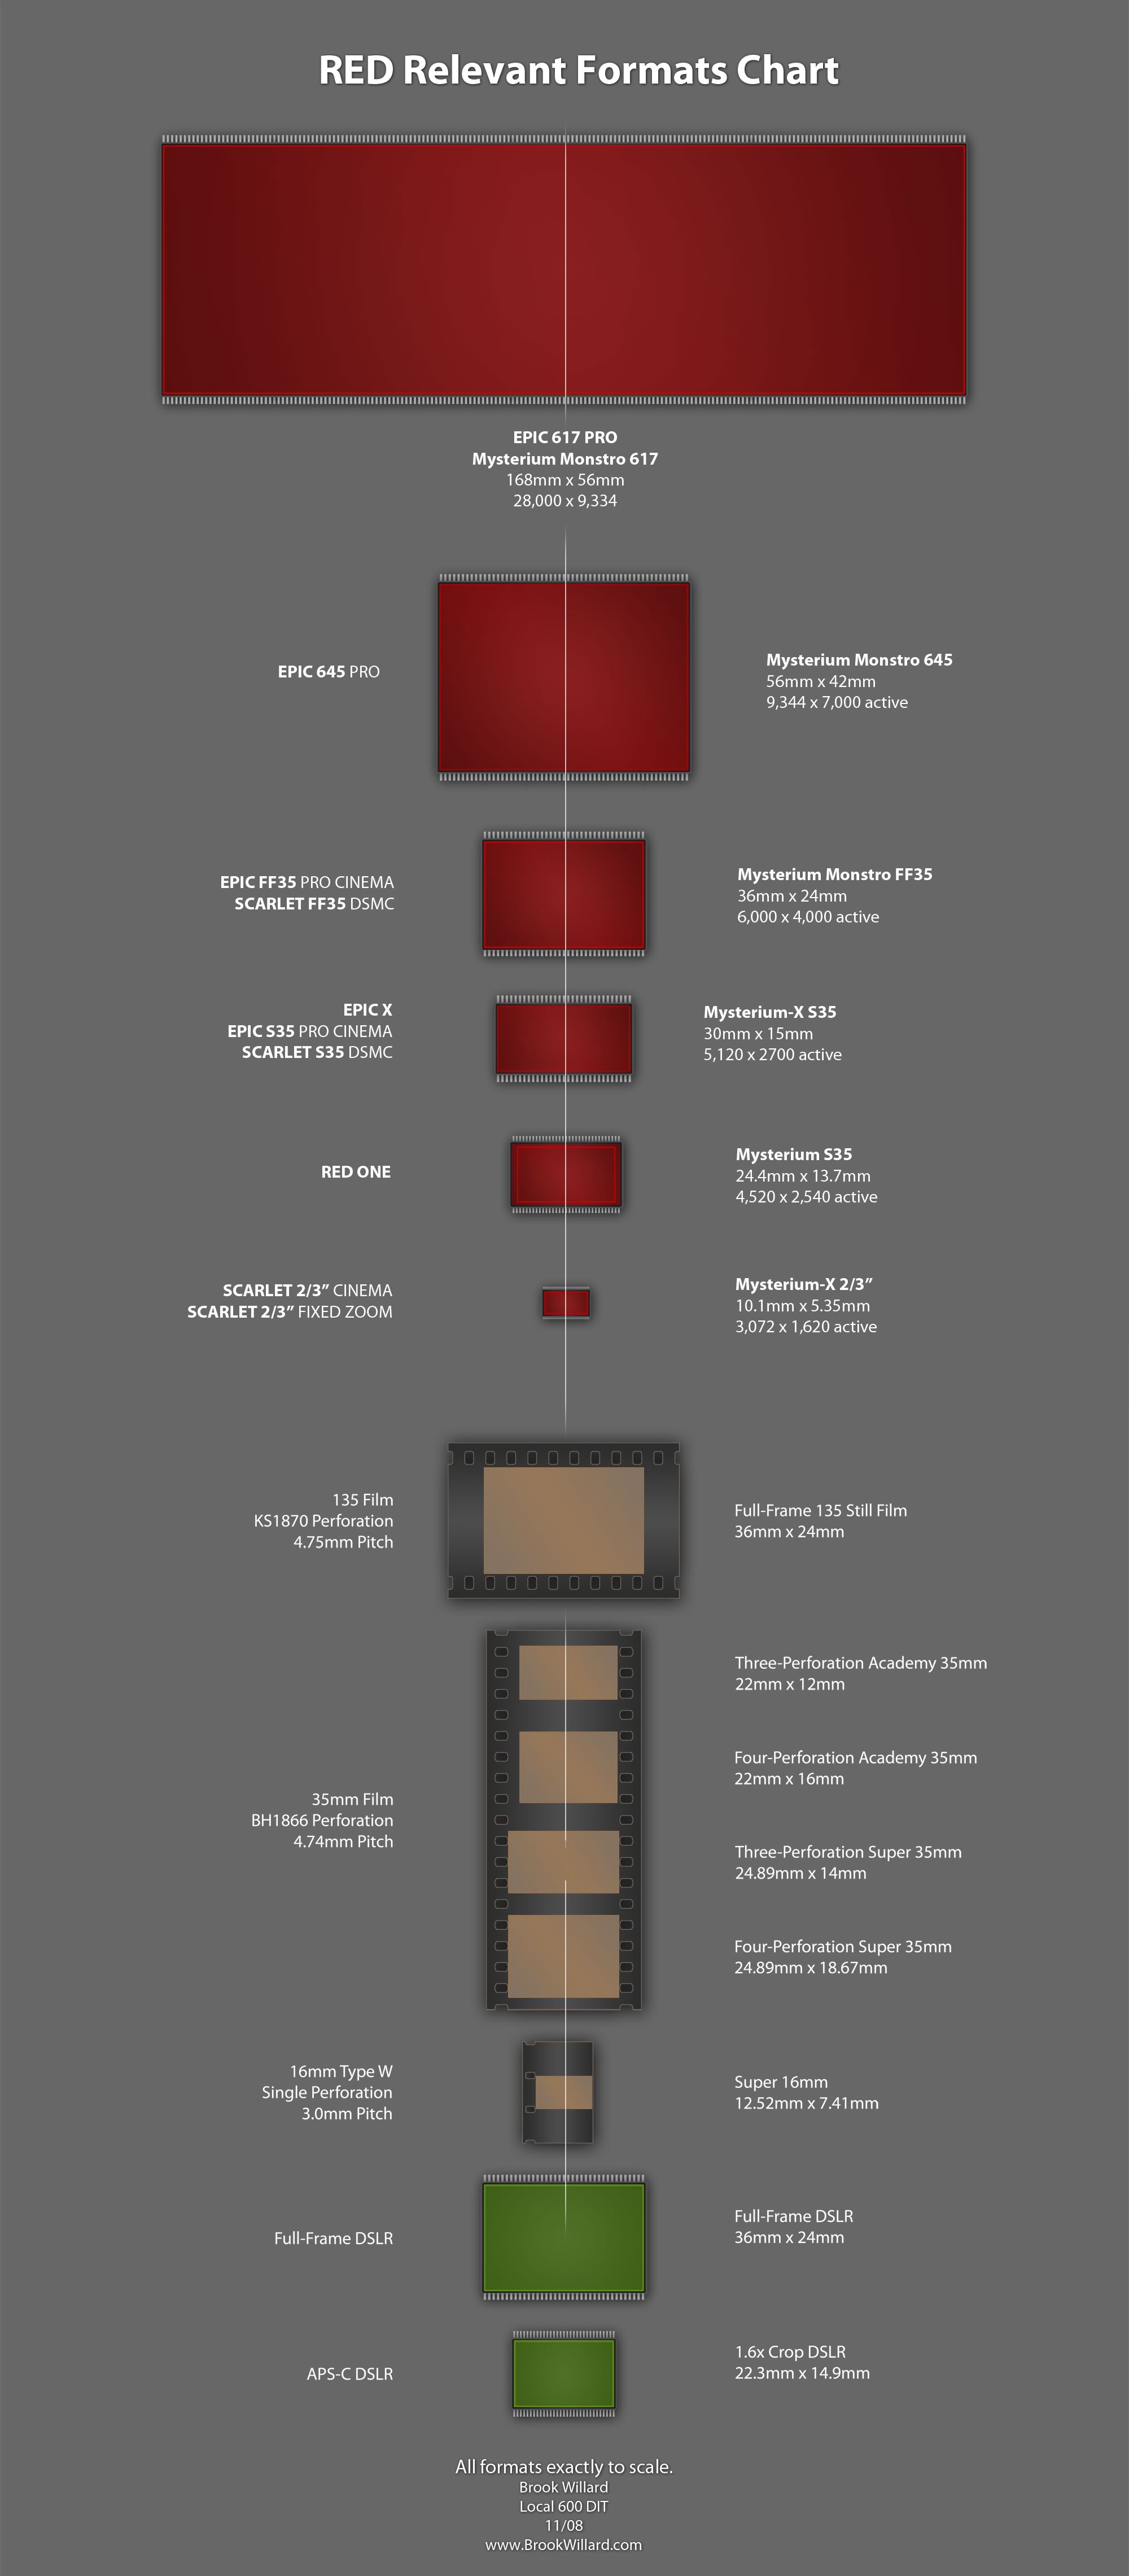 RED Relevant Formats Chart
EPIC 617 PRO
Mysterium Monstro 617
168mm x 56mm
28,000 x 9,334
EPIC 645 PRO
Mysterium Monstro 645
56mm x 42mm
9,344 x 7,000 active
EPIC FF35 PRO CINEMA
SCARLET FF35 DSMC
Mysterium Monstro FF35
36mm x 24mm
6,000 x 4,000 active
EPIC X
EPIC S35 PRO CINEMA
SCARLET S35 DSMC
Mysterium-X S35
30mm x 15mm
5,120 x 2700 active
RED ONE
Mysterium S35
24.4mm x 13.7mm
4,520 x 2,540 active
SCARLET 2/3” CINEMA
SCARLET 2/3” FIXED ZOOM
Mysterium-X 2/3”
10.1mm x 5.35mm
3,072 x 1,620 active
135 Film
KS1870 Perforation
4.75mm Pitch
Full-Frame 135 Still Film
36mm x 24mm
35mm Film
BH1866 Perforation
4.74mm Pitch
Three-Perforation Academy 35mm
22mm x 12mm
Four-Perforation Academy 35mm
22mm x 16mm
Three-Perforation Super 35mm
24.89mm x 14mm
Four-Perforation Super 35mm
24.89mm x 18.67mm
16mm Type W
Single Perforation
3.0mm Pitch
Super 16mm
12.52mm x 7.41mm
Full-Frame DSLR
Full-Frame DSLR
36mm x 24mm
APS-C DSLR
1.6x Crop DSLR
22.3mm x 14.9mm
All formats exactly to scale.
Brook Willard
Local 600 DIT
11/08
www.BrookWillard.com